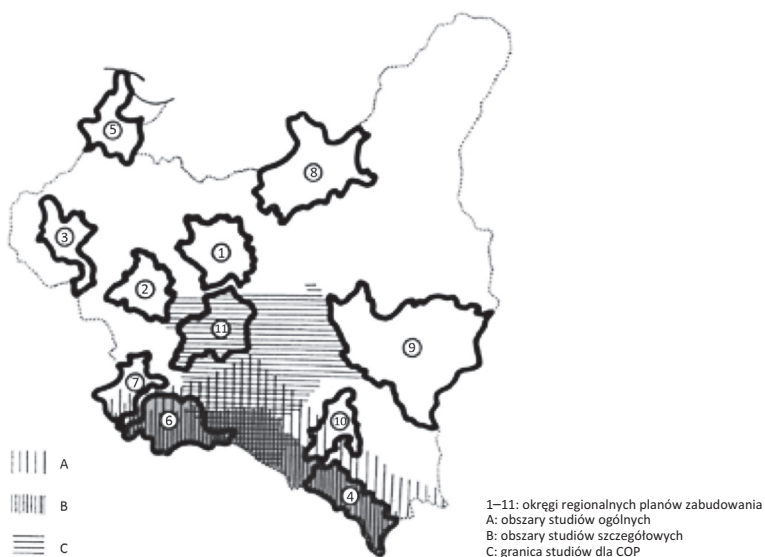 5
8
3
1
2
11
9
7
6
10
4
A
B
C
1–11: okręgi regionalnych planów zabudowania
A: obszary studiów ogólnych
B: obszary studiów szczegółowych
C: granica studiów dla COP